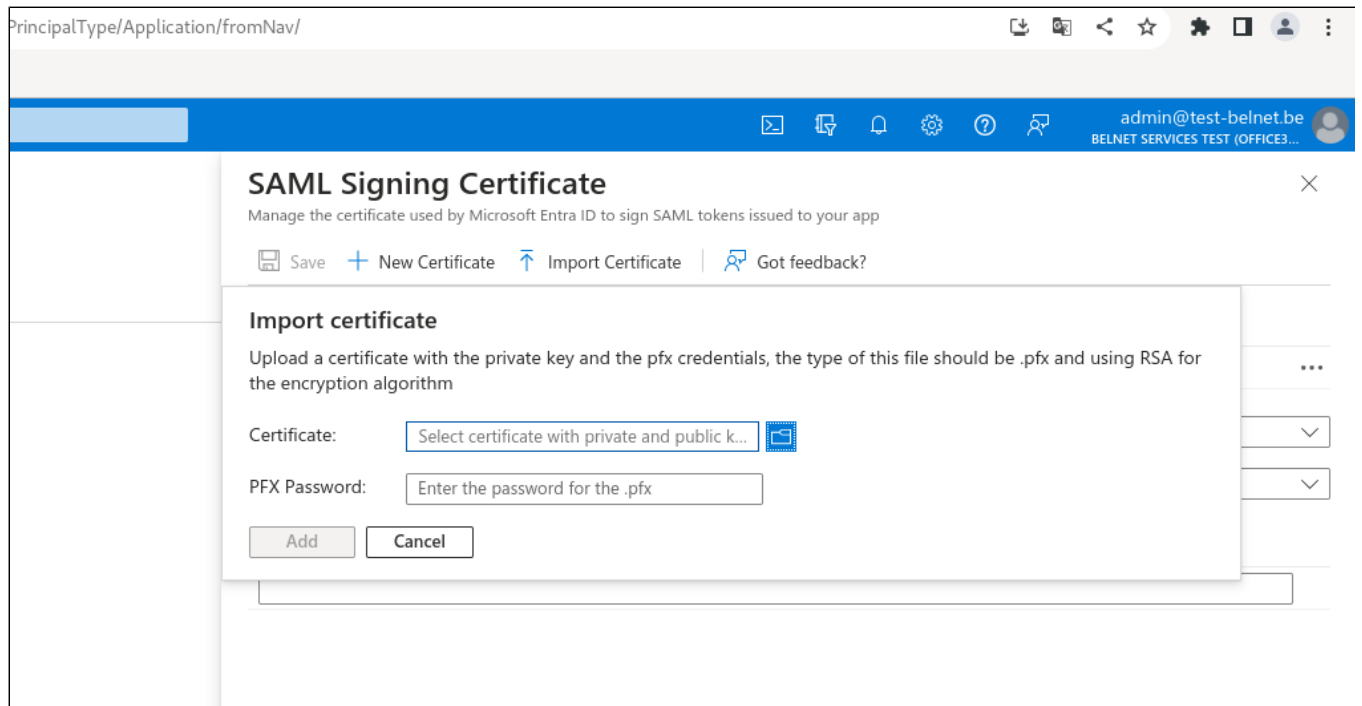 PrincipalType/Application/fromNav/
admin@test-belnet.be
BELNET SERVICES TEST (OFFICE3...
SAML Signing Certificate
Manage the certificate used by Microsoft Entra ID to sign SAML tokens issued to your app
Save New Certificate Import Certificate Got feedback?
Import certificate
Upload a certificate with the private key and the pfx credentials, the type of this file should be .pfx and using RSA for
the encryption algorithm
Certificate: Select certificate with private and public k...
PFX Password: Enter the password for the .pfx
Add Cancel